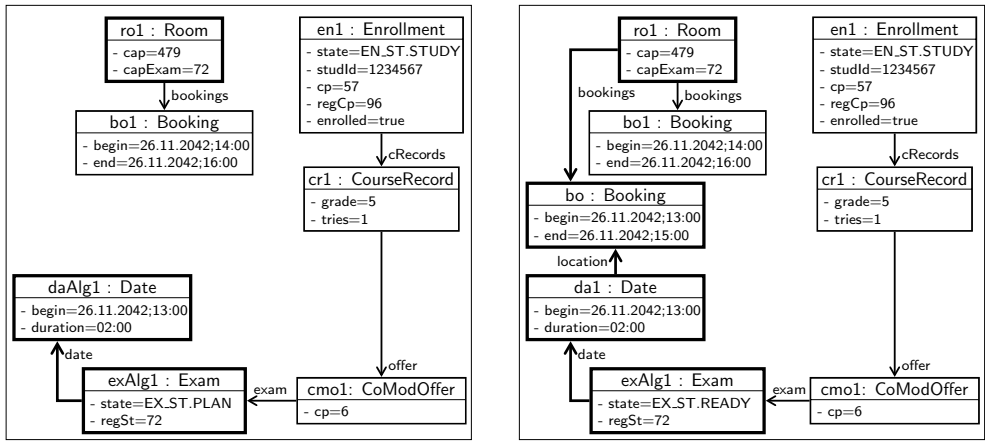 ro1 : Room
- cap=479
- capExam=72
bookings
bo1 : Booking
- begin=26.11.2042;14:00
- end=26.11.2042;16:00
en1 : Enrollment
- state=EN_ST.STUDY
- studId=1234567
- cp=57
- regCp=96
- enrolled=true
cRecords
cr1 : CourseRecord
- grade=5
- tries=1
daAlg1 : Date
- begin=26.11.2042;13:00
- duration=02:00
date
offer
exAlg1 : Exam
- state=EX_ST.PLAN
- regSt=72
exam
cmo1: CoModOffer
- cp=6
ro1 : Room
- cap=479
- capExam=72
bookings
bookings
bo1 : Booking
- begin=26.11.2042;14:00
- end=26.11.2042;16:00
en1 : Enrollment
- state=EN_ST.STUDY
- studId=1234567
- cp=57
- regCp=96
- enrolled=true
cRecords
bo : Booking
- begin=26.11.2042;13:00
- end=26.11.2042;15:00
cr1 : CourseRecord
- grade=5
- tries=1
location
da1 : Date
- begin=26.11.2042;13:00
- duration=02:00
date
offer
exAlg1 : Exam
- state=EX_ST.READY
- regSt=72
exam
cmo1: CoModOffer
- cp=6